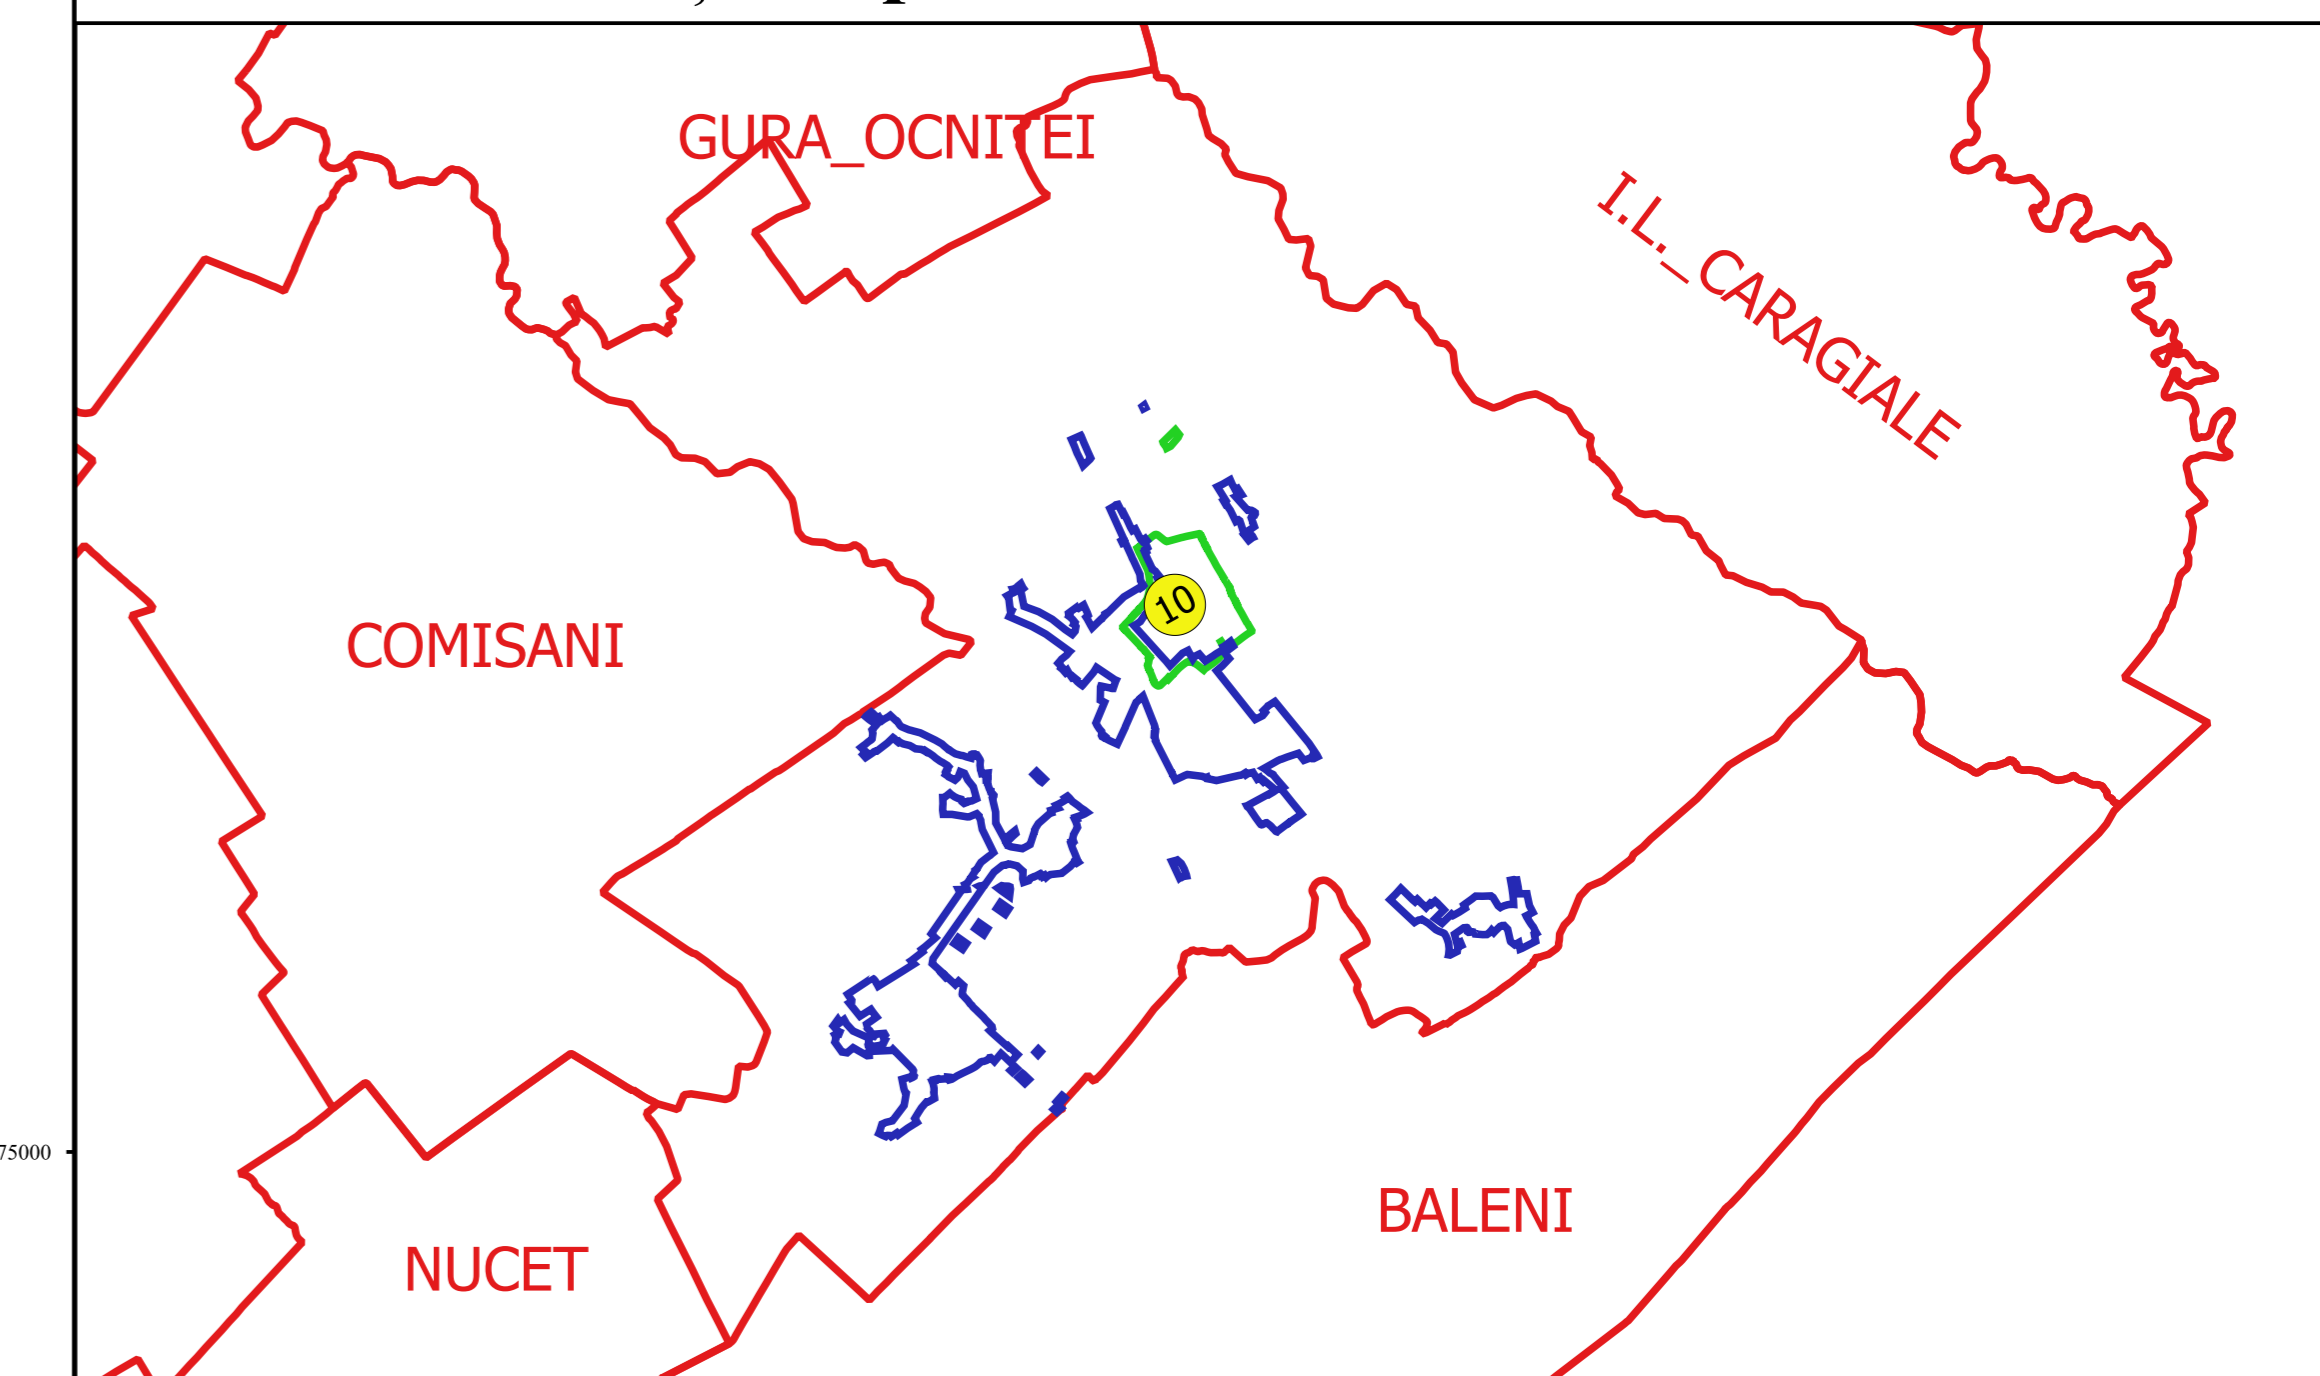 GURA_OCNITEI
I.L._CARAGIALE
10
COMISANI
75000
BALENI
NUCET